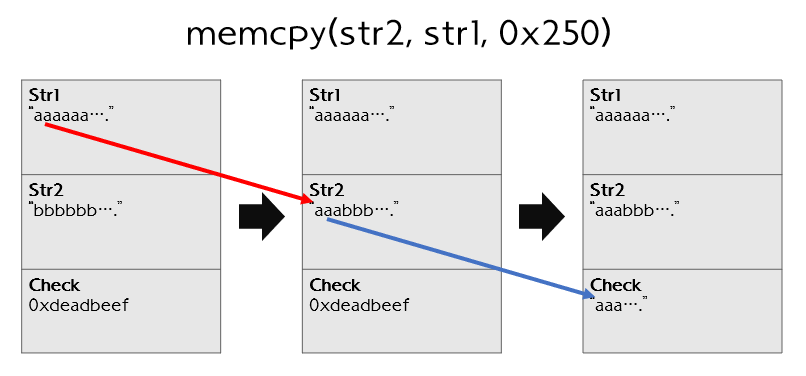 memcpy(str2, str1, 0x250)
Str1
“aaaaaa….”
Str2
“bbbbbb….”
Check
0xdeadbeef
Str1
“aaaaaa….”
Str2
“aaabbb….”
Check
0xdeadbeef
Str1
“aaaaaa….”
Str2
“aaabbb….”
Check
“aaa….”